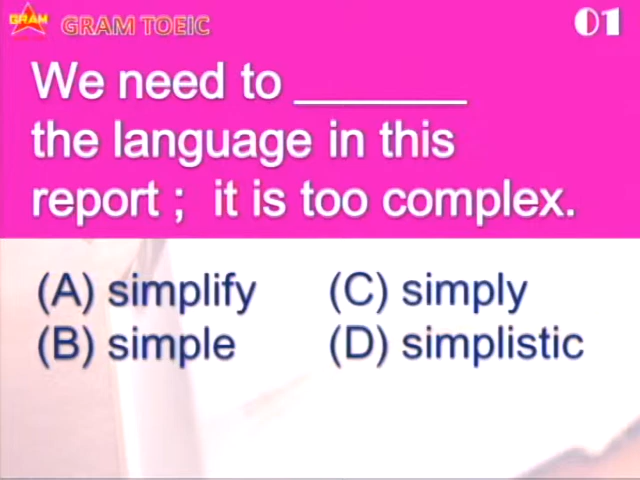 GRAM
GRAM TOEIC
01
We need to _______
the language in this
report ; it is too complex.
(A) simplify
(C) simply
(B) simple
(D) simplistic